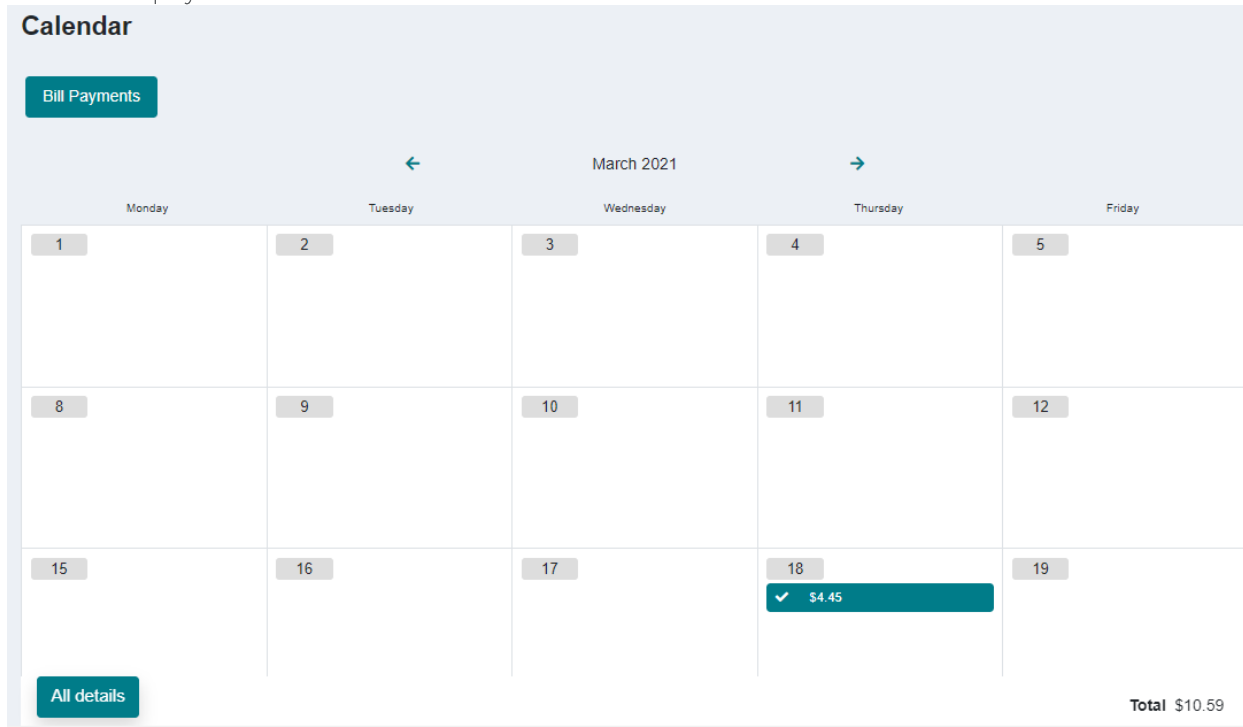 Calendar
Bill Payments
March 2021
Monday Tuesday Wednesday Thursday Friday
1 2 3 4 5
8 9 10 11 12
15 16 17 18 19
$4.45
All details
Total $10.59